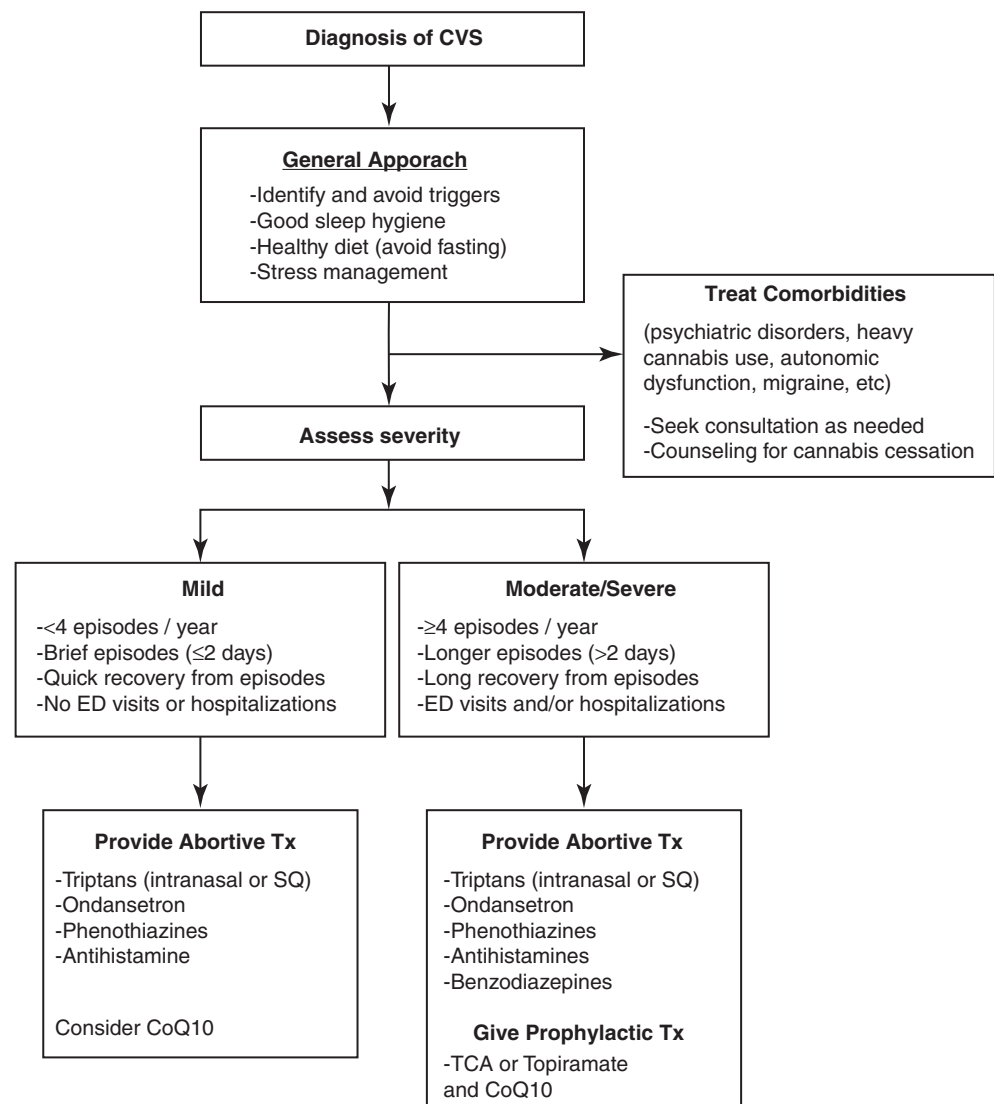 Diagnosis of CVS
General Apporach
-Identify and avoid triggers
-Good sleep hygiene
-Healthy diet (avoid fasting)
-Stress management
Treat Comorbidities
(psychiatric disorders, heavy
cannabis use, autonomic
dysfunction, migraine, etc)
-Seek consultation as needed
-Counseling for cannabis cessation
Assess severity
Mild
-<4 episodes / year
-Brief episodes (≤2 days)
-Quick recovery from episodes
-No ED visits or hospitalizations
Moderate/Severe
-≥4 episodes / year
-Longer episodes (>2 days)
-Long recovery from episodes
-ED visits and/or hospitalizations
Provide Abortive Tx
-Triptans (intranasal or SQ)
-Ondansetron
-Phenothiazines
-Antihistamine
Consider CoQ10
Provide Abortive Tx
-Triptans (intranasal or SQ)
-Ondansetron
-Phenothiazines
-Antihistamines
-Benzodiazepines
Give Prophylactic Tx
-TCA or Topiramate
and CoQ10